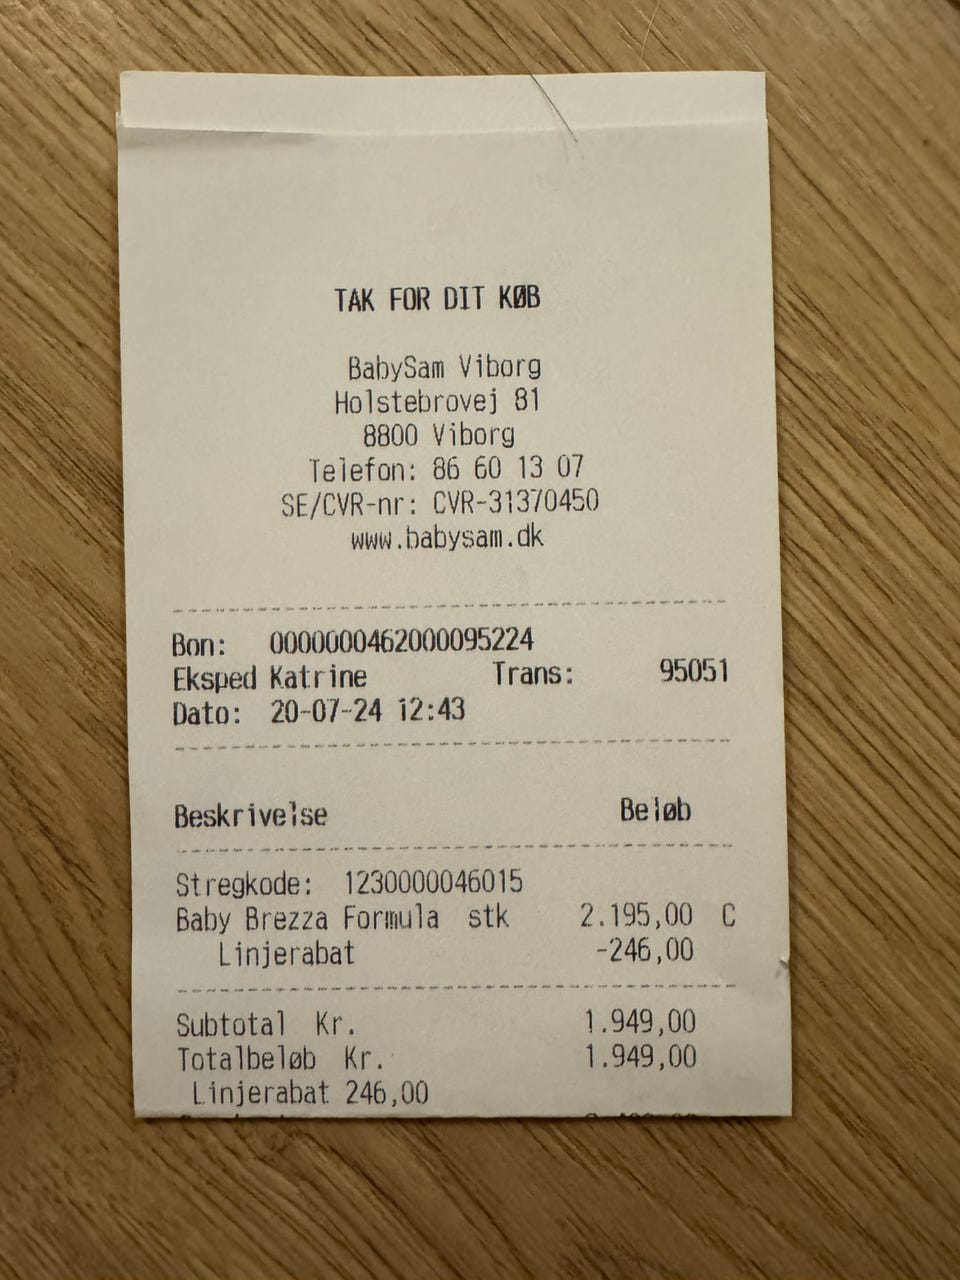 TAK FOR DIT KØB
BabySam Viborg
Holstebrovej 81
8800 Viborg
Telefon: 86 60 13 07
SE/CVR-nr: CVR-31370450
www.babysam.dk
Bon: 0000000462000095224
Eksped Katrine Trans: 95051
Dato: 20-07-24 12:43
Beskrivelse Beløb
Stregkode: 1230000046015
Baby Brezza Formula stk 2.195,00 C
Linjerabat -246,00
Subtotal Kr. 1.949,00
Totalbeløb Kr. 1.949,00
Linjerabat 246,00